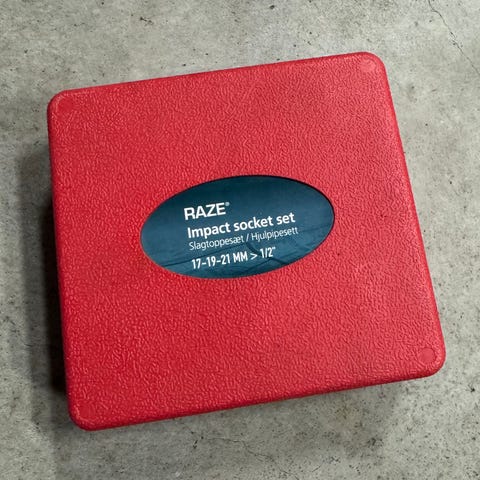 RAZE®
Impact socket set
Slagtoppesæt / Hjulpipesett
17-19-21 MM > 1/2"